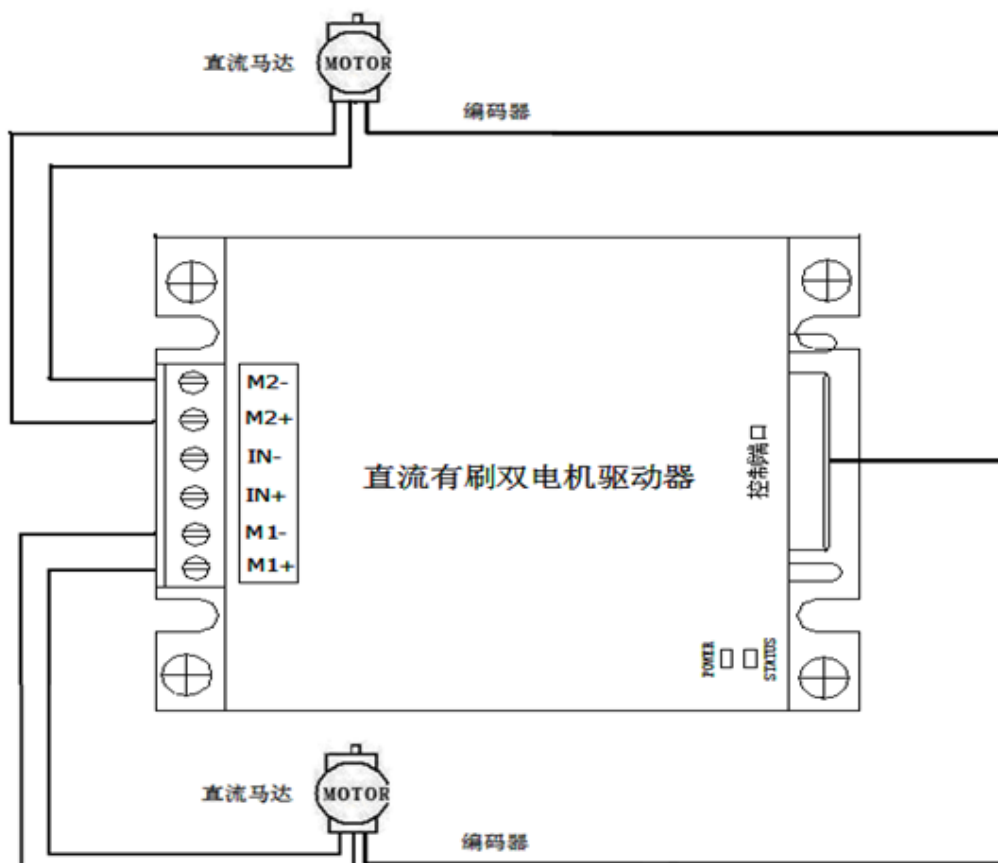 直流马达
MOTOR
编码器
M2-
M2+
IN-
IN+
M1-
M1+
直流有刷双电机驱动器
控制端口
POWER
STATUS
直流马达
MOTOR
编码器